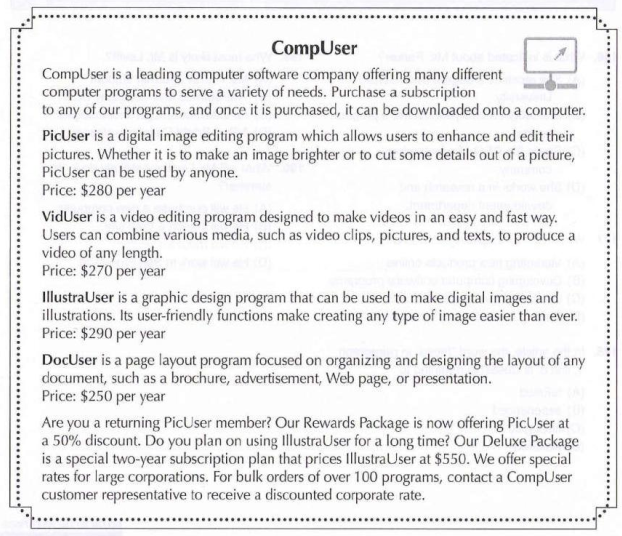 CompUser
CompUser is a leading computer software company offering many different
computer programs to serve a variety of needs. Purchase a subscription
to any of our programs, and once it is purchased, it can be downloaded onto a computer.
PicUser is a digital image editing program which allows users to enhance and edit their
pictures. Whether it is to make an image brighter or to cut some details out of a picture,
PicUser can be used by anyone.
Price: $280 per year
VidUser is a video editing program designed to make videos in an easy and fast way.
Users can combine various media, such as video clips, pictures, and texts, to produce a
video of any length.
Price: $270 per year
IllustraUser is a graphic design program that can be used to make digital images and
illustrations. Its user-friendly functions make creating any type of image easier than ever.
Price: $290 per year
DocUser is a page layout program focused on organizing and designing the layout of any
document, such as a brochure, advertisement, Web page, or presentation.
Price: $250 per year
Are you a returning PicUser member? Our Rewards Package is now offering PicUser at
a 50% discount. Do you plan on using IllustraUser for a long time? Our Deluxe Package
is a special two-year subscription plan that prices IllustraUser at $550. We offer special
rates for large corporations. For bulk orders of over 100 programs, contact a CompUser
customer representative to receive a discounted corporate rate.